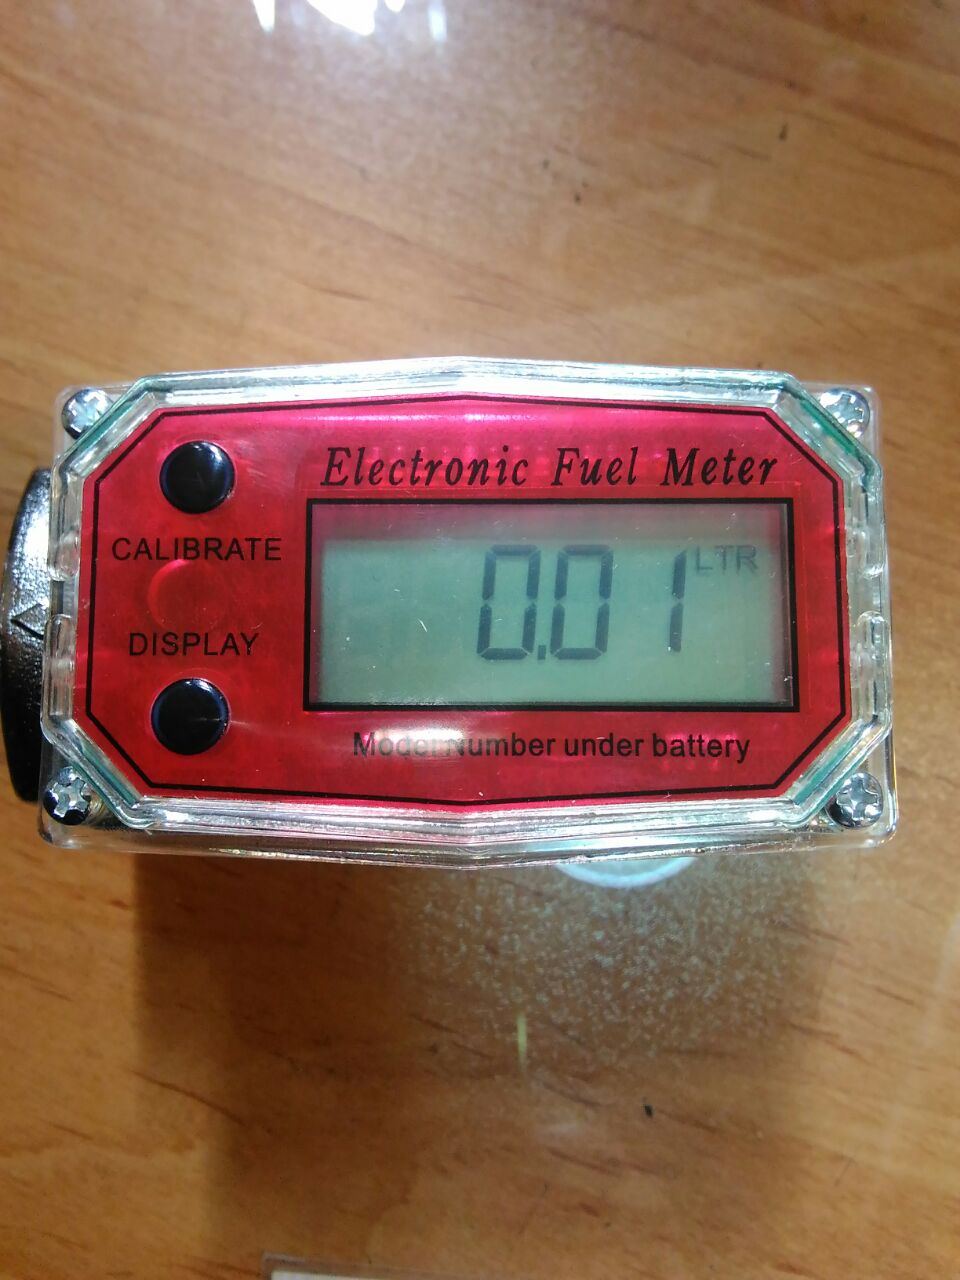 Electronic Fuel Meter
CALIBRATE
0.01 LTR
DISPLAY
Model Number under battery